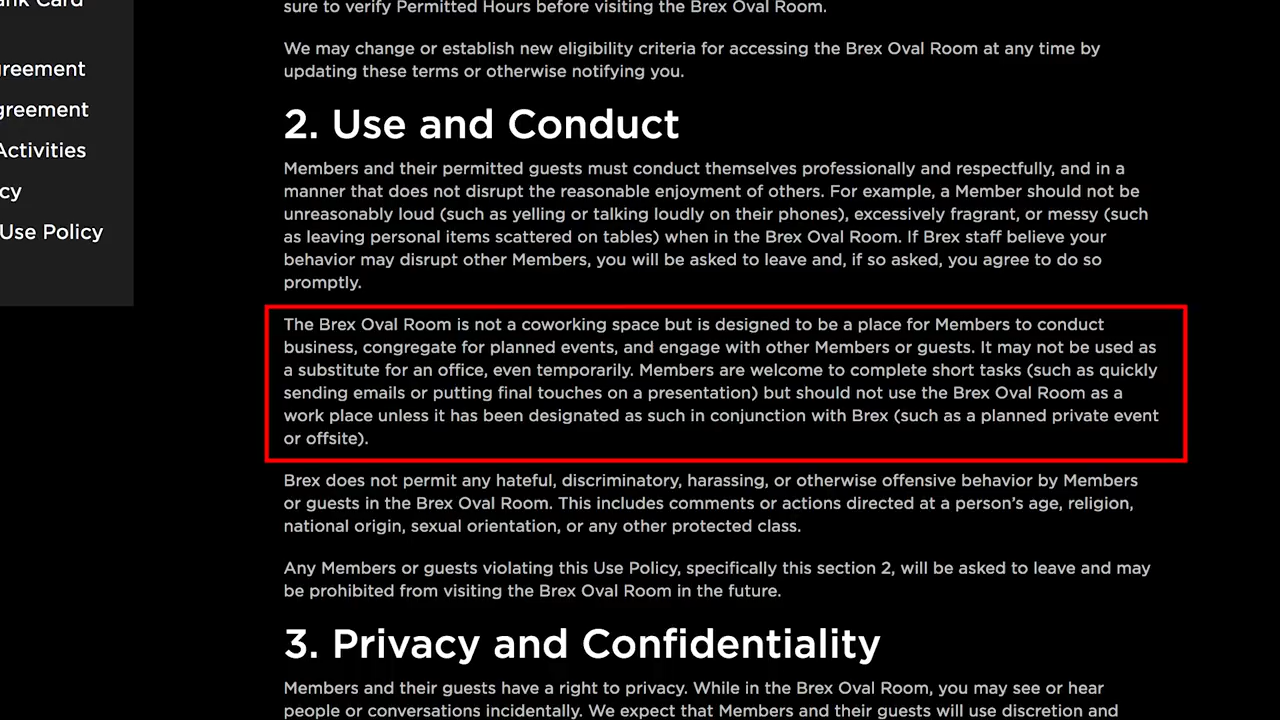 sure to verify Permitted Hours before visiting the Brex Oval Room.
We may change or establish new eligibility criteria for accessing the Brex Oval Room at any time by
updating these terms or otherwise notifying you.
2. Use and Conduct
Members and their permitted guests must conduct themselves professionally and respectfully, and in a
manner that does not disrupt the reasonable enjoyment of others. For example, a Member should not be
unreasonably loud (such as yelling or talking loudly on their phones), excessively fragrant, or messy (such
as leaving personal items scattered on tables) when in the Brex Oval Room. If Brex staff believe your
behavior may disrupt other Members, you will be asked to leave and, if so asked, you agree to do so
promptly.
The Brex Oval Room is not a coworking space but is designed to be a place for Members to conduct
business, congregate for planned events, and engage with other Members or guests. It may not be used as
a substitute for an office, even temporarily. Members are welcome to complete short tasks (such as quickly
sending emails or putting final touches on a presentation) but should not use the Brex Oval Room as a
work place unless it has been designated as such in conjunction with Brex (such as a planned private event
or offsite).
Brex does not permit any hateful, discriminatory, harassing, or otherwise offensive behavior by Members
or guests in the Brex Oval Room. This includes comments or actions directed at a person's age, religion,
national origin, sexual orientation, or any other protected class.
Any Members or guests violating this Use Policy, specifically this section 2, will be asked to leave and may
be prohibited from visiting the Brex Oval Room in the future.
3. Privacy and Confidentiality
Members and their guests have a right to privacy. While in the Brex Oval Room, you may see or hear
people or conversations incidentally. We expect that Members and their guests will use discretion and
Card
Activities
Use Policy